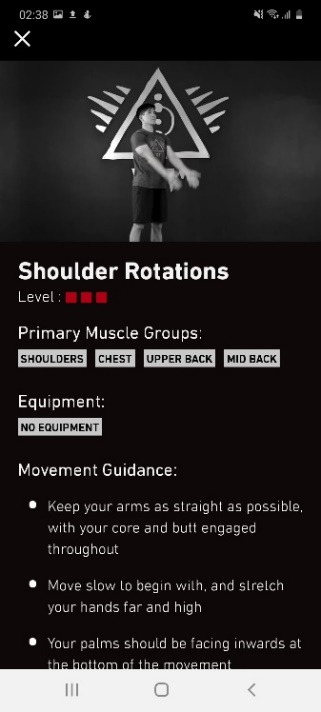 02:38
Shoulder Rotations
Level :
Primary Muscle Groups:
SHOULDERS CHEST UPPER BACK MID BACK
Equipment:
NO EQUIPMENT
Movement Guidance:
Keep your arms as straight as possible,
with your core and butt engaged
throughout
Move slow to begin with, and stretch
your hands far and high
Your palms should be facing inwards at
the bottom of the movement